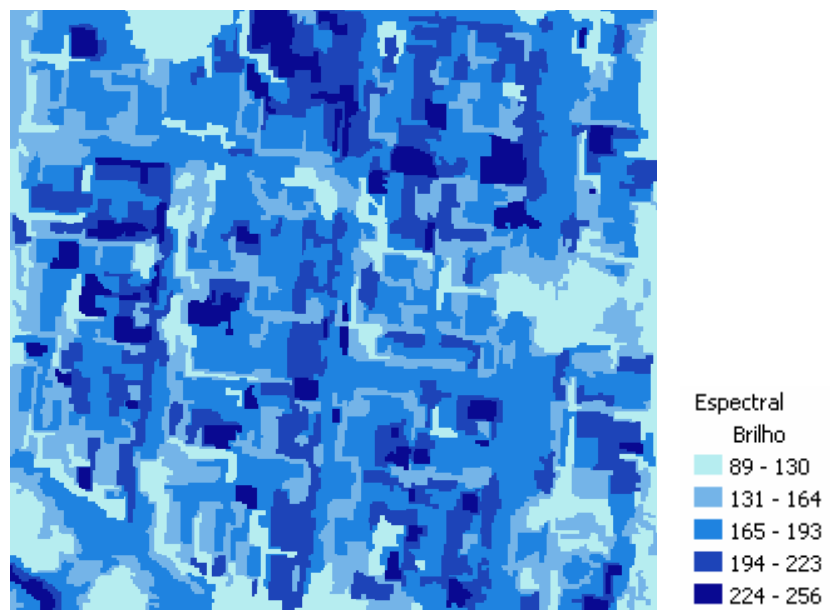 Espectral
Brilho
89 - 130
131 - 164
165 - 193
194 - 223
224 - 256